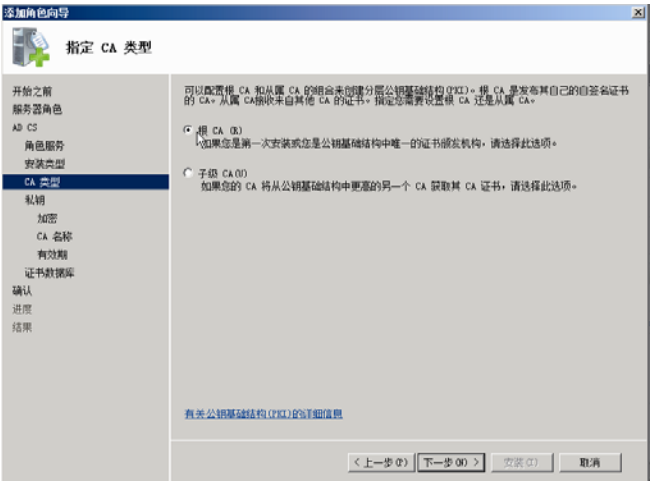 添加角色向导
指定 CA 类型
开始之前
服务器角色
AD CS
角色服务
安装类型
CA 类型
私钥
加密
CA 名称
有效期
证书数据库
确认
进度
结果
可以配置根 CA 和从属 CA 的组合来创建分层公钥基础结构(PKI)。根 CA 是发布其自己的自签名证书
的 CA。从属 CA接收来自其他 CA 的证书。指定您需要设置根 CA 还是从属 CA。
根 CA (R)
如果您是第一次安装或您是公钥基础结构中唯一的证书颁发机构，请选择此选项。
子级 CA(U)
如果您的 CA 将从公钥基础结构中更高的另一个 CA 获取其 CA 证书，请选择此选项。
有关公钥基础结构(PKI)的详细信息
< 上一步(P) 下一步(N) > 安装(I) 取消